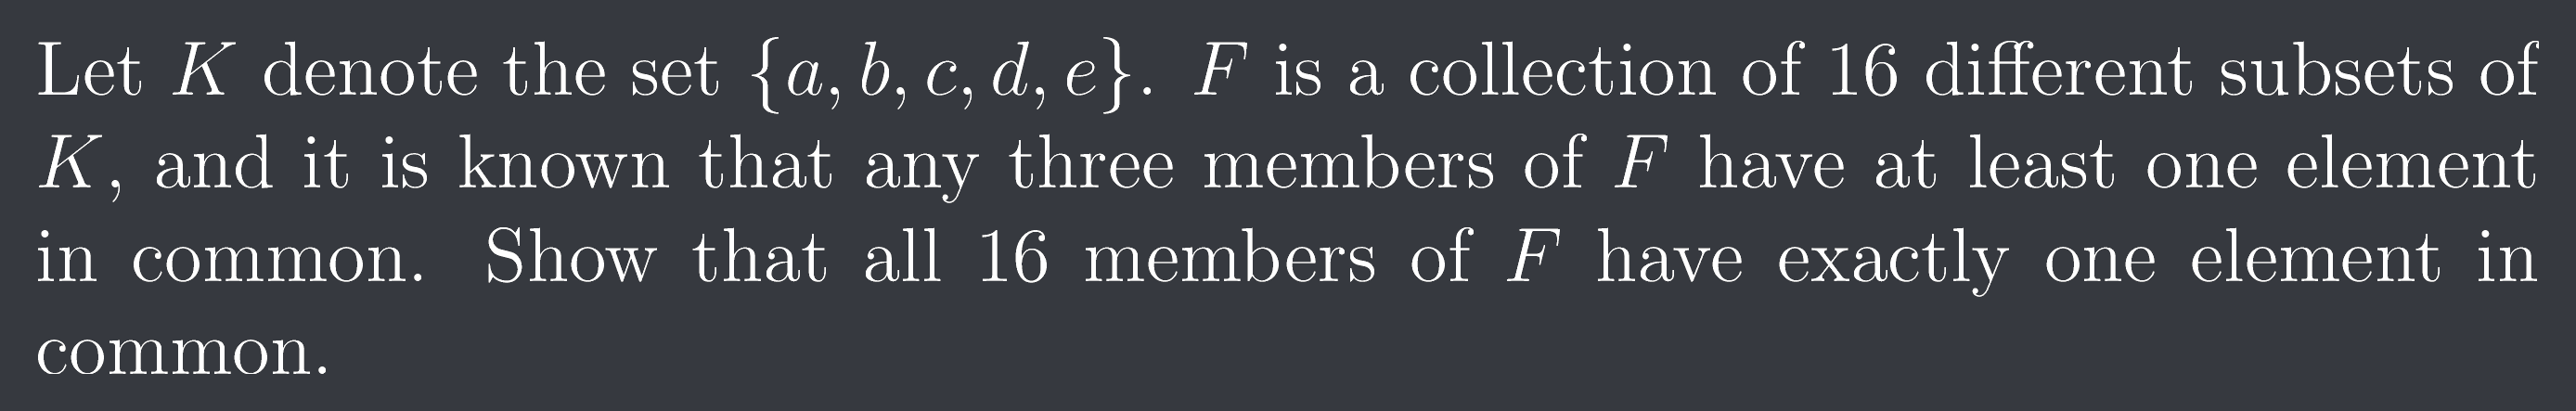 Let K denote the set {a, b, c, d, e}. F is a collection of 16 different subsets of
K, and it is known that any three members of F have at least one element
in common. Show that all 16 members of F have exactly one element in
common.